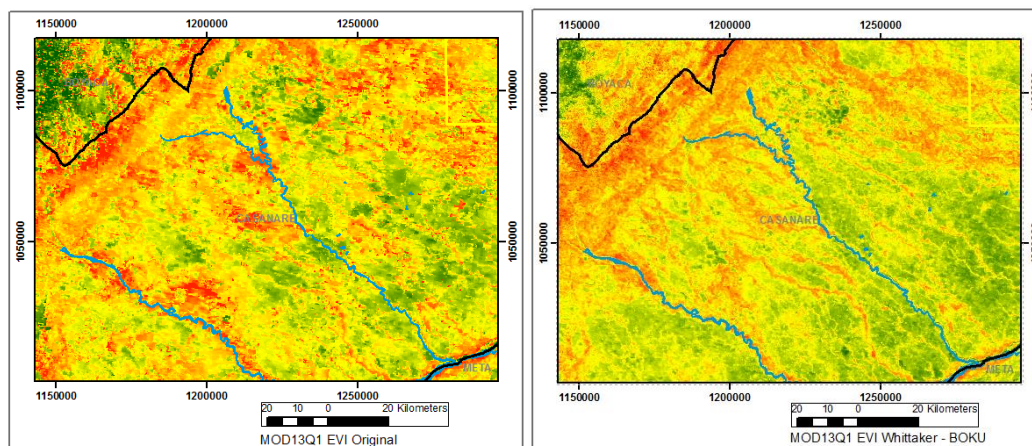 1150000 1200000 1250000
1100000
1050000
BOYACA
CASANARE
META
1150000 1200000 1250000
20 10 0 20 Kilometers
MOD13Q1 EVI Original
1150000 1200000 1250000
1100000
1050000
BOYACA
CASANARE
META
1150000 1200000 1250000
20 10 0 20 Kilometers
MOD13Q1 EVI Whittaker - BOKU
1100000
1050000